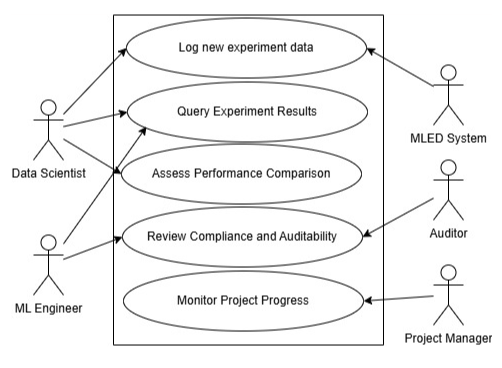 Log new experiment data
Query Experiment Results
MLED System
Data Scientist
Assess Performance Comparison
Review Compliance and Auditability
Auditor
ML Engineer
Monitor Project Progress
Project Manager